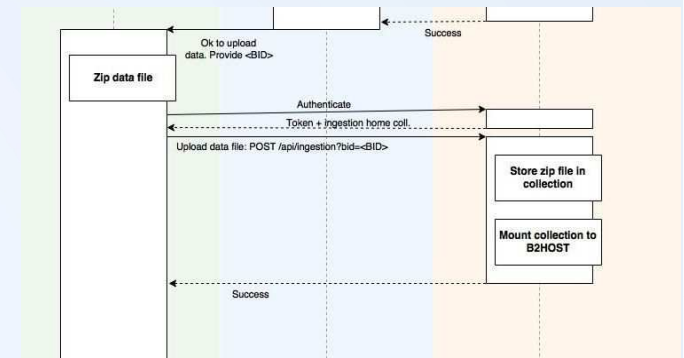 Success
Ok to upload
data. Provide <BID>
Zip data file
Authenticate
Token + ingestion home coll.
Upload data file: POST /api/ingestion?bid=<BID>
Store zip file in
collection
Mount collection to
B2HOST
Success